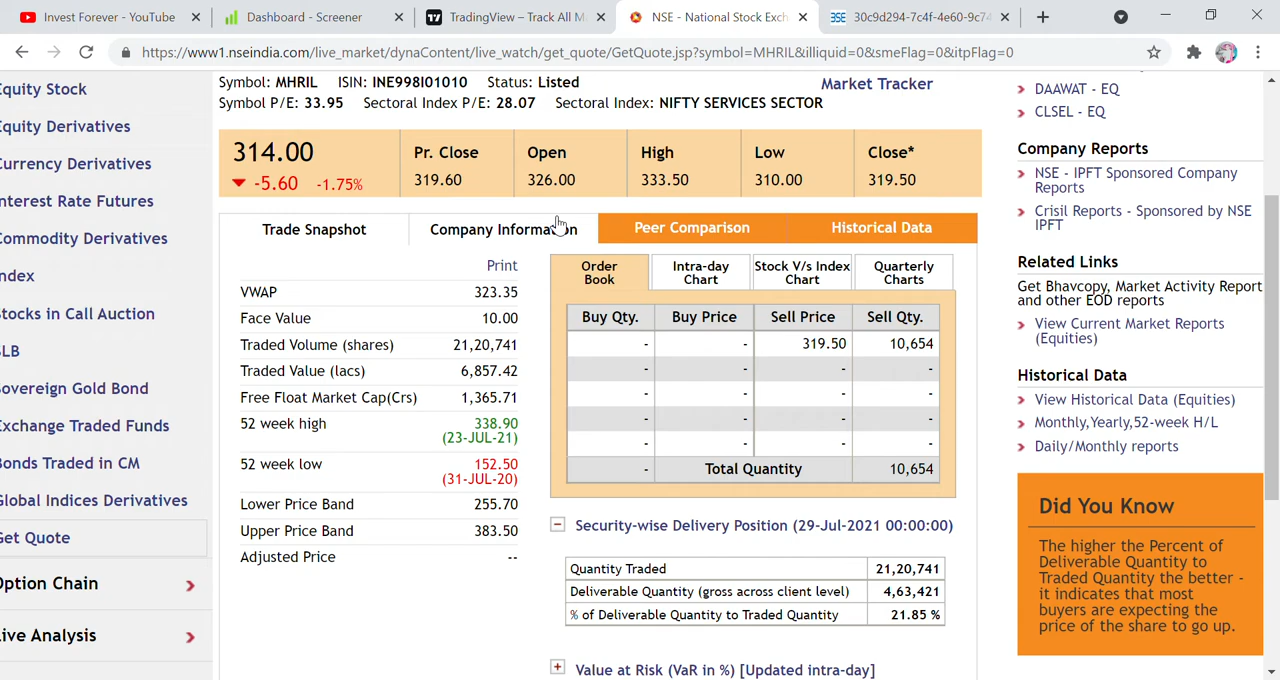 Invest Forever - YouTube
Dashboard - Screener
TradingView – Track All M
NSE - National Stock Exch
BSE 30c9d294-7c4f-4e60-9c74
https://www1.nseindia.com/live_market/dynaContent/live_watch/get_quote/GetQuote.jsp?symbol=MHRIL&illiquid=0&smeFlag=0&itpFlag=0
Equity Stock
Equity Derivatives
Currency Derivatives
Interest Rate Futures
Commodity Derivatives
Index
Stocks in Call Auction
SLB
Sovereign Gold Bond
Exchange Traded Funds
Bonds Traded in CM
Global Indices Derivatives
Get Quote
Option Chain
Live Analysis
Symbol: MHRIL ISIN: INE998I01010 Status: Listed
Market Tracker
Symbol P/E: 33.95 Sectoral Index P/E: 28.07 Sectoral Index: NIFTY SERVICES SECTOR
314.00 Pr. Close Open High Low Close*
-5.60 -1.75% 319.60 326.00 333.50 310.00 319.50
Trade Snapshot Company Information Peer Comparison Historical Data
Print
VWAP 323.35
Face Value 10.00
Traded Volume (shares) 21,20,741
Traded Value (lacs) 6,857.42
Free Float Market Cap(Crs) 1,365.71
52 week high 338.90
(23-JUL-21)
52 week low 152.50
(31-JUL-20)
Lower Price Band 255.70
Upper Price Band 383.50
Adjusted Price --
Order Book
Intra-day Chart
Stock V/s Index Chart
Quarterly Charts
Buy Qty. Buy Price Sell Price Sell Qty.
- - 319.50 10,654
- - - -
- - - -
- - - -
- - - -
- Total Quantity 10,654
Security-wise Delivery Position (29-Jul-2021 00:00:00)
Quantity Traded 21,20,741
Deliverable Quantity (gross across client level) 4,63,421
% of Deliverable Quantity to Traded Quantity 21.85 %
Value at Risk (VaR in %) [Updated intra-day]
DAAWAT - EQ
CLSEL - EQ
Company Reports
NSE - IPFT Sponsored Company
Reports
Crisil Reports - Sponsored by NSE
IPFT
Related Links
Get Bhavcopy, Market Activity Report
and other EOD reports
View Current Market Reports
(Equities)
Historical Data
View Historical Data (Equities)
Monthly,Yearly,52-week H/L
Daily/Monthly reports
Did You Know
The higher the Percent of
Deliverable Quantity to
Traded Quantity the better -
it indicates that most
buyers are expecting the
price of the share to go up.